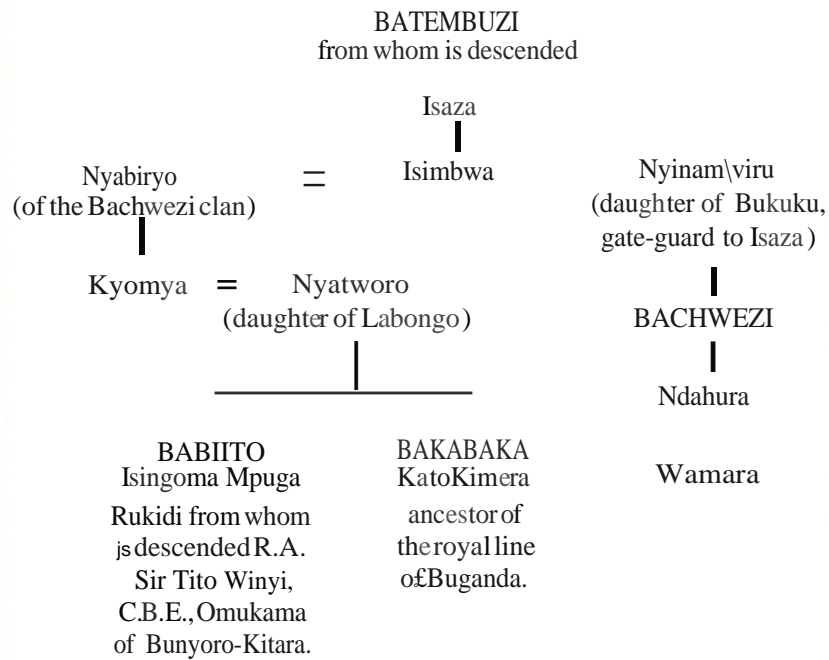 BATEMBUZI
from whom is descended
Isaza
Nyabiryo
(of the Bachwezi clan)
=
Isimbwa
Nyinam\viru
(daughter of Bukuku,
gate-guard to Isaza)
Kyomya = Nyatworo
(daughter of Labongo)
BACHWEZI
Ndahura
BABIITO
Isingoma Mpuga
Rukidi from whom
js descended R.A.
Sir Tito Winyi,
C.B.E., Omukama
of Bunyoro-Kitara.
BAKABAKA
KatoKimera
ancestor of
the royal line
o£Buganda.
Wamara